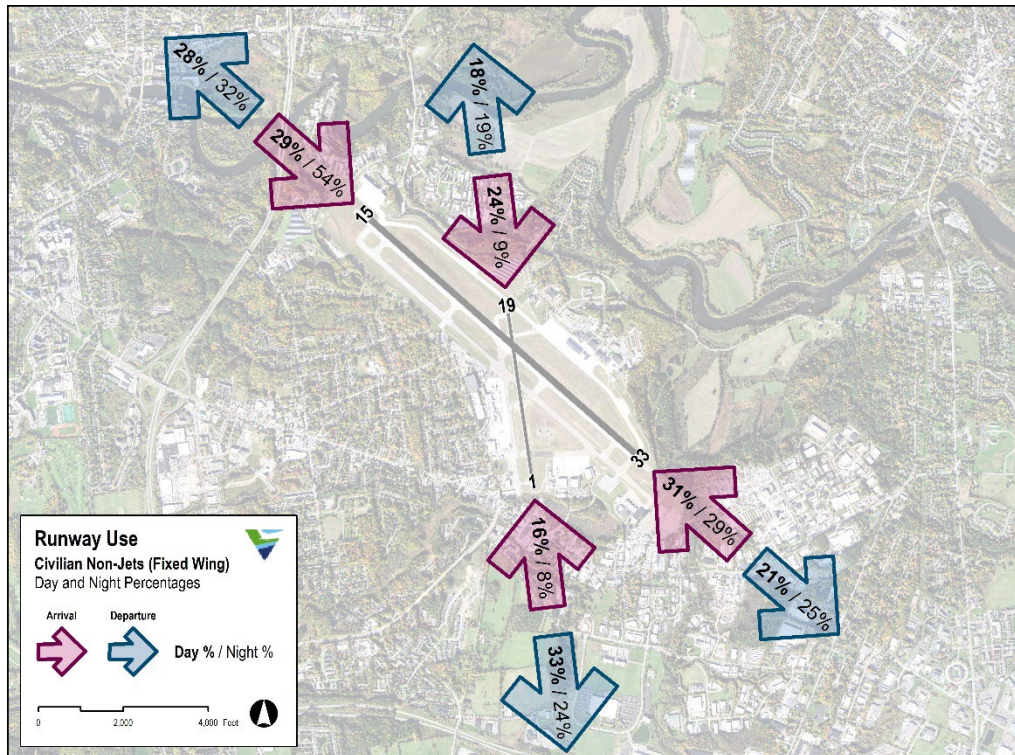 28% / 32%
18% / 19%
29% / 54%
24% / 9%
15
19
33
1
31% / 29%
16% / 8%
21% / 25%
33% / 24%
Runway Use
Civilian Non-Jets (Fixed Wing)
Day and Night Percentages
Arrival Departure
Day % / Night %
0 2,000 4,000 Feet